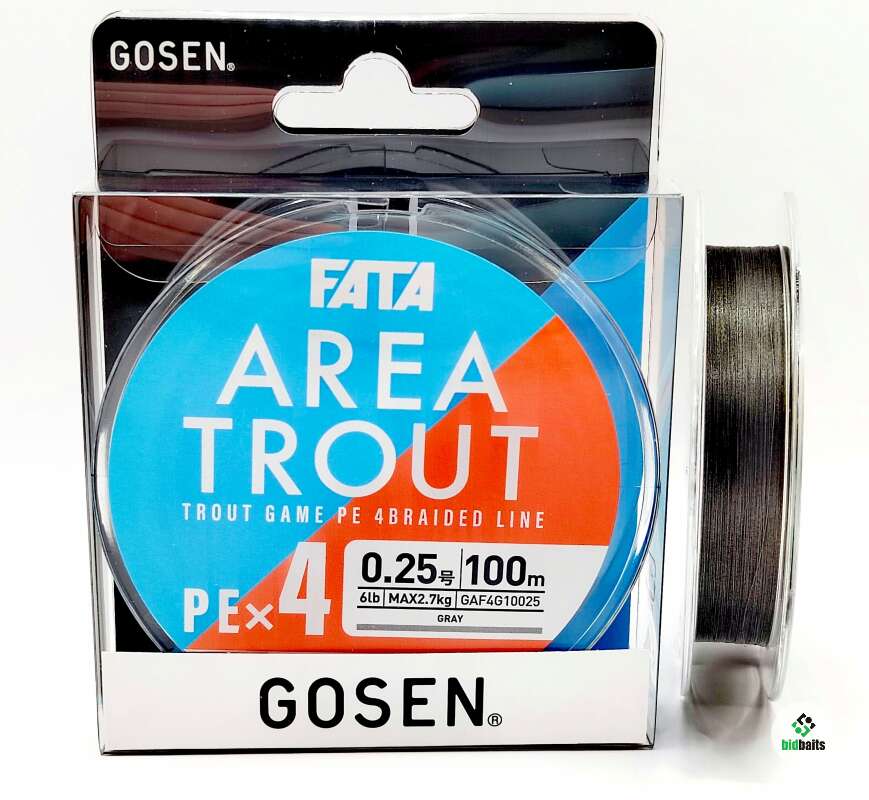 GOSEN®
FATA
AREA
TROUT
TROUT GAME PE 4BRAIDED LINE
PE×4
0.25号 100m
6lb MAX2.7kg GAF4G10025
GRAY
GOSEN®
bidbaits